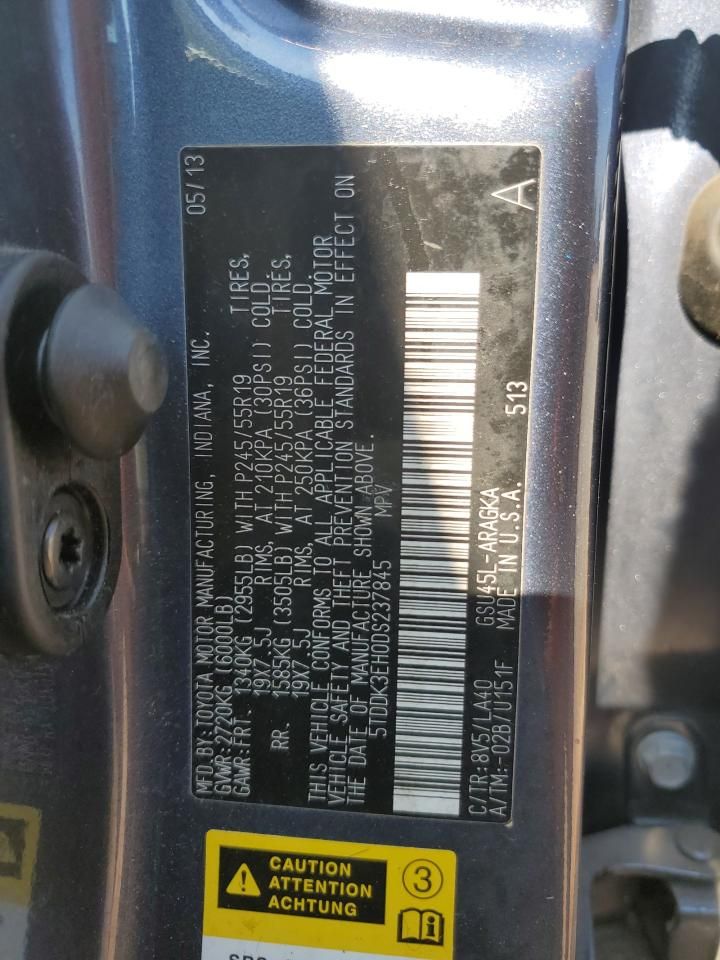 MFD.BY:TOYOTA MOTOR MANUFACTURING, INDIANA, INC. 05/13
GVWR:2720KG (6000LB)
GAWR:FRT. 1340KG (2955LB) WITH P245/55R19 TIRES,
19X7.5J RIMS, AT 210KPA (30PSI) COLD.
RR. 1585KG (3505LB) WITH P245/55R19 TIRES,
19X7.5J RIMS, AT 250KPA (36PSI) COLD.
THIS VEHICLE CONFORMS TO ALL APPLICABLE FEDERAL MOTOR
VEHICLE SAFETY AND THEFT PREVENTION STANDARDS IN EFFECT ON
THE DATE OF MANUFACTURE SHOWN ABOVE.
5TDDK3EH0DS237845 MPV
C/TR:8V5/LA40 GSU45L-ARAGKA
A/TM:-02B/U151F MADE IN U.S.A. 513 A
CAUTION
ATTENTION
ACHTUNG
3